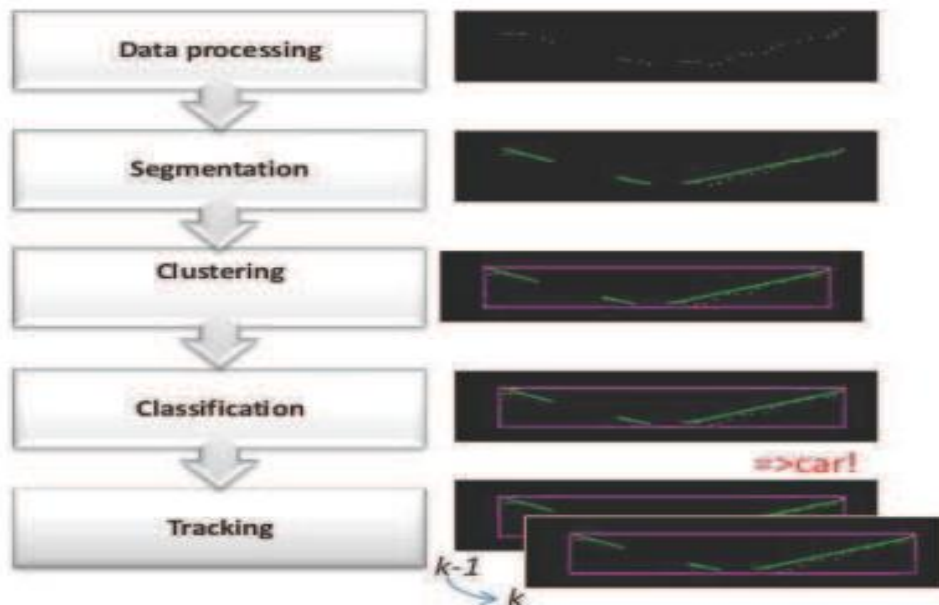 Data processing
Segmentation
Clustering
Classification
=>car!
Tracking
k-1
k